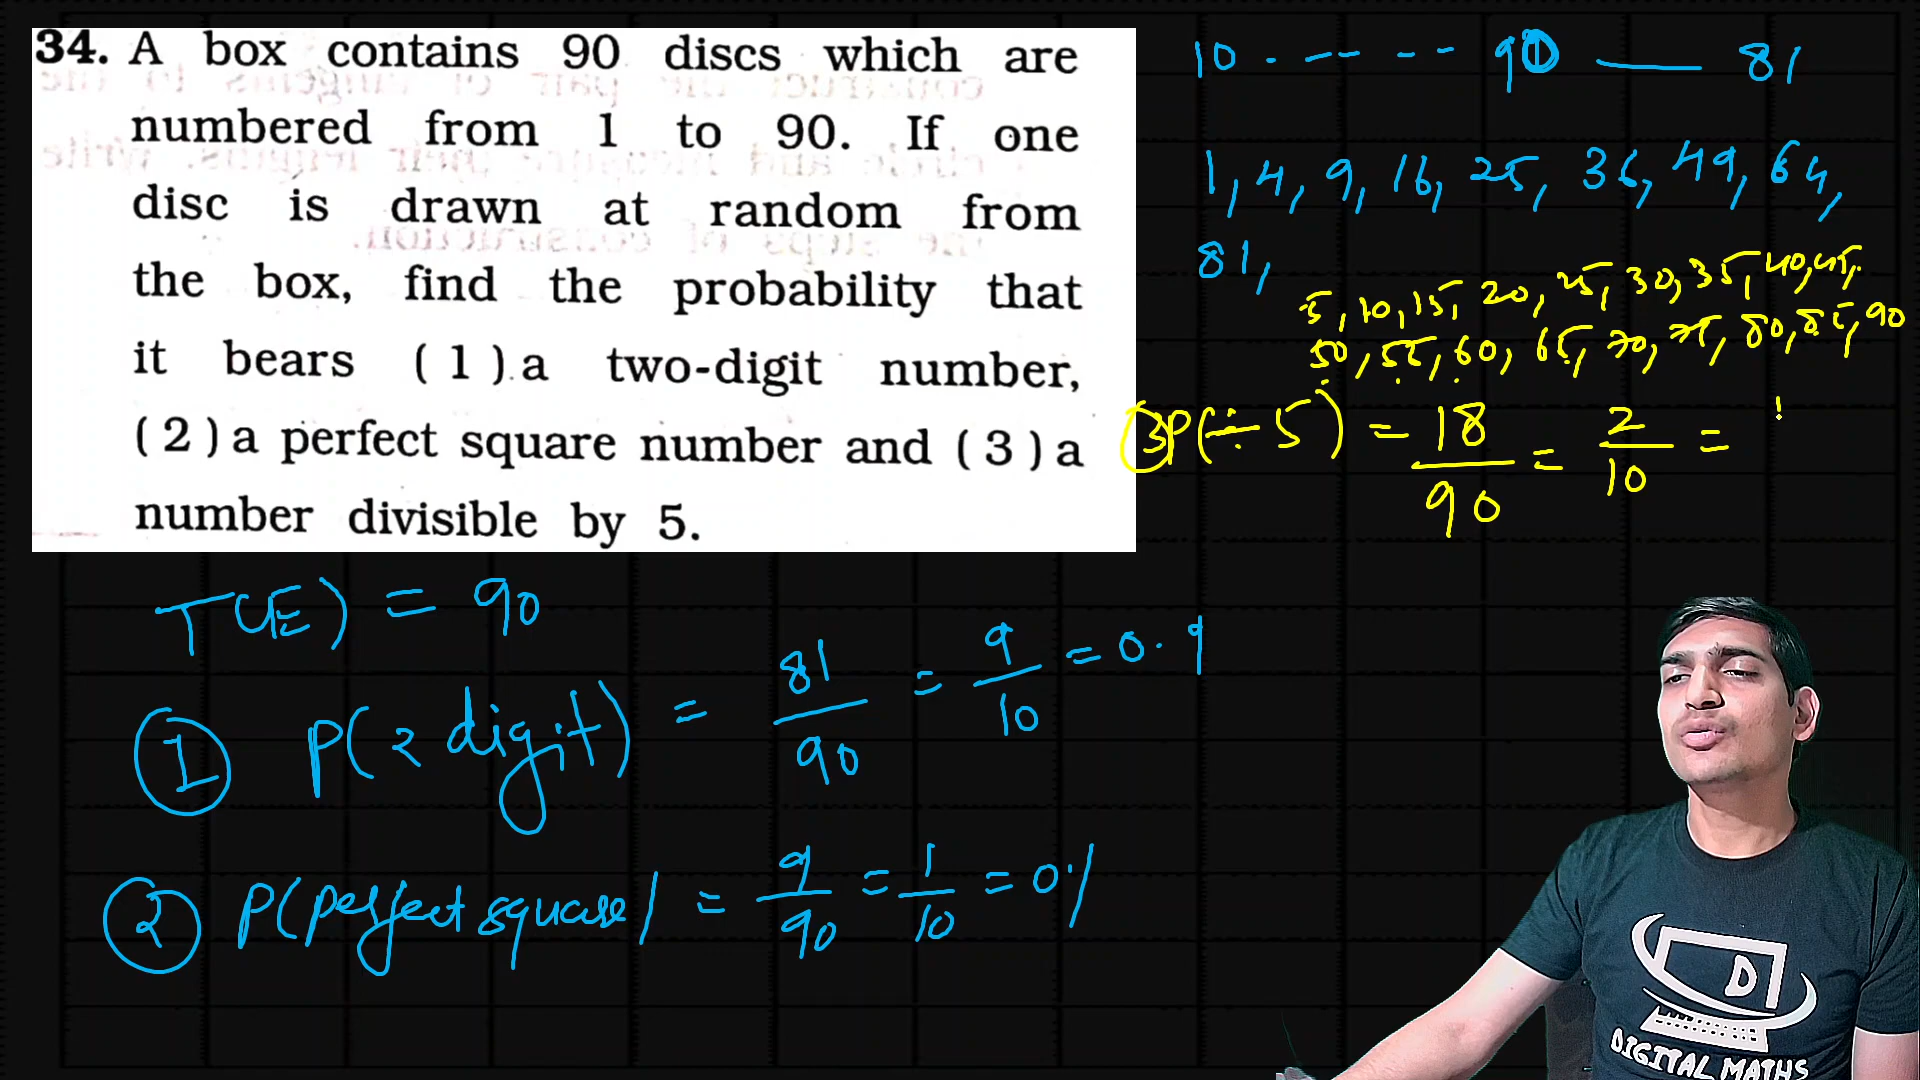 34. A box contains 90 discs which are
numbered from 1 to 90. If one
disc is drawn at random from
the box, find the probability that
it bears (1) a two-digit number,
(2) a perfect square number and (3) a
number divisible by 5.
10 . -- -- -- 90 —— 81
1, 4, 9, 16, 25, 36, 49, 64,
81,
5, 10, 15, 20, 25, 30, 35, 40, 45,
50, 55, 60, 65, 70, 75, 80, 85, 90
③ P(÷ 5) = 18/90 = 2/10 =
T(E) = 90
① P(2 digit) = 81/90 = 9/10 = 0.9
② P(perfect square) = 9/90 = 1/10 = 0.1
D
DIGITAL MATHS